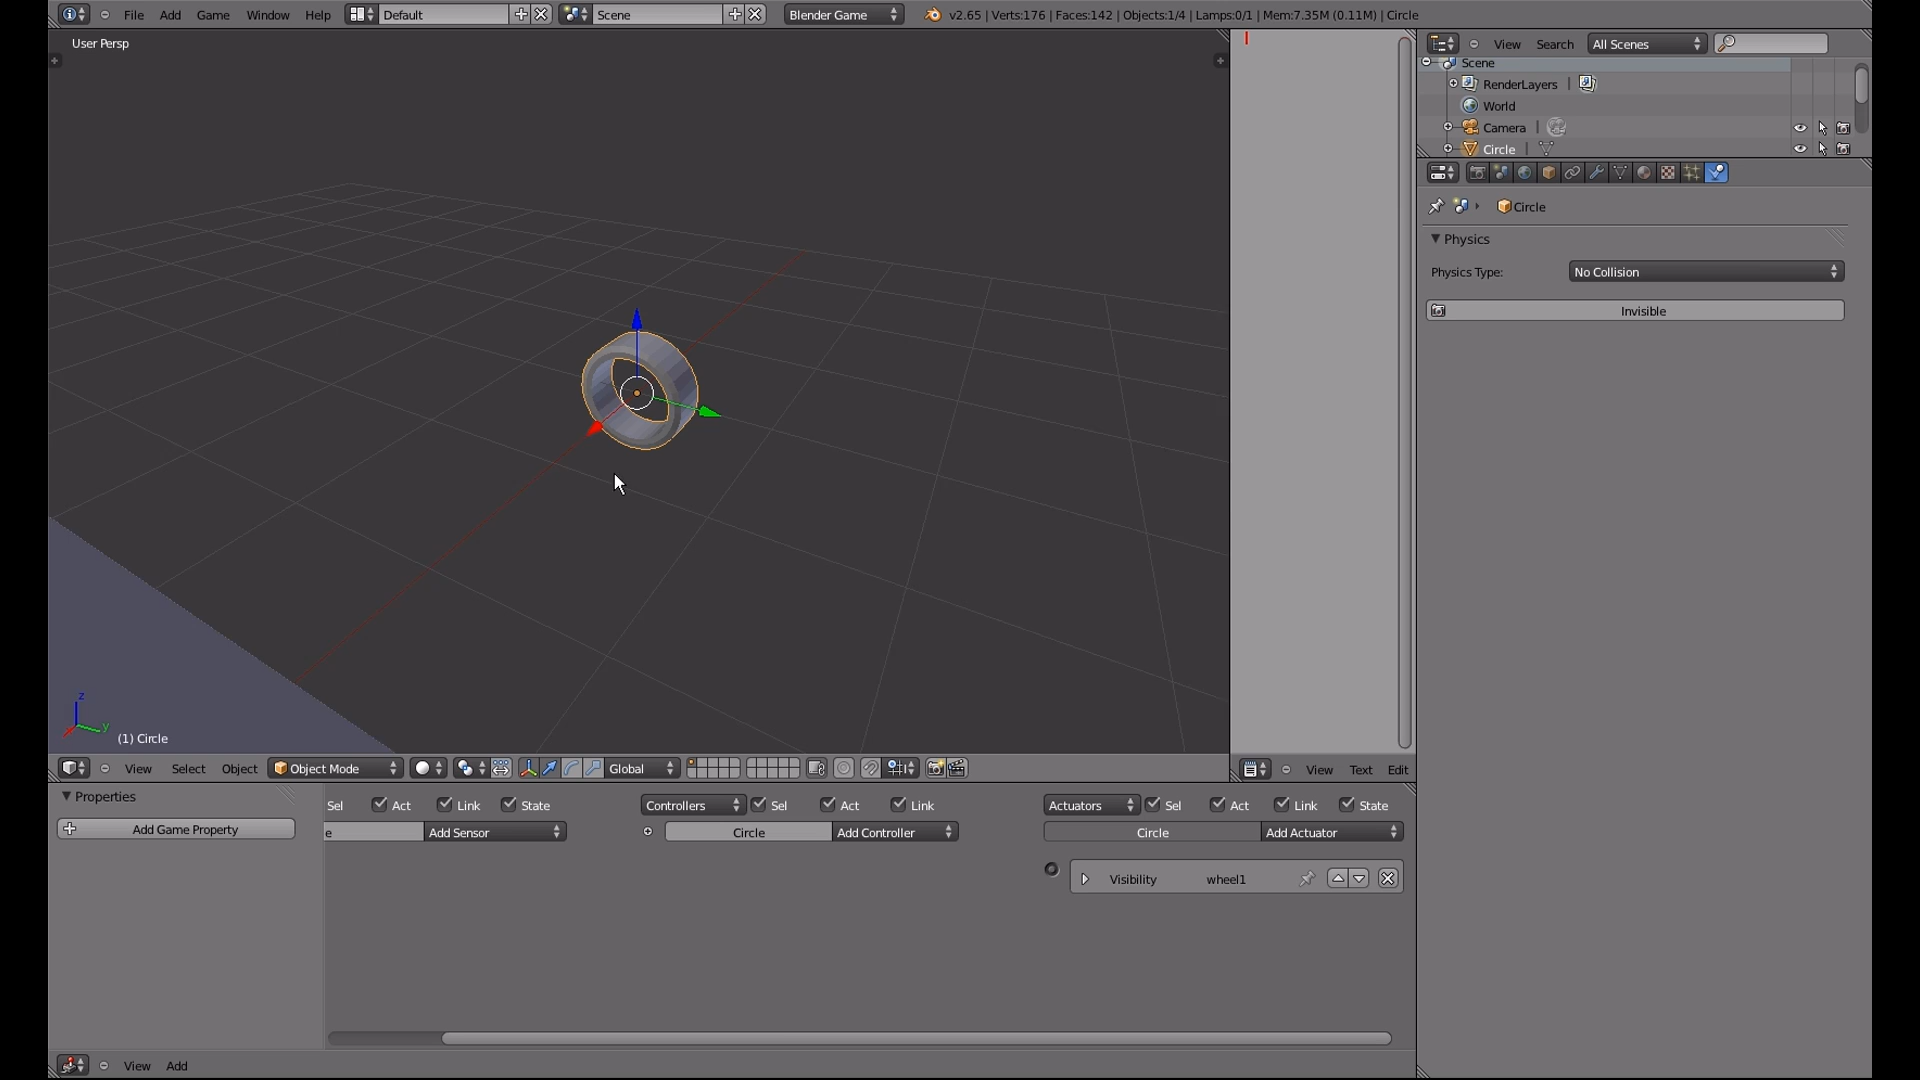 File Add Game Window Help Default Scene Blender Game v2.65 | Verts:176 | Faces:142 | Objects:1/4 | Lamps:0/1 | Mem:7.35M (0.11M) | Circle
User Persp
View Search All Scenes
Scene
RenderLayers |
World
Camera |
Circle |
Circle
Physics
Physics Type: No Collision
Invisible
z
y
(1) Circle
View Select Object Object Mode Global
View Text Edit
Properties
Add Game Property
Sel Act Link State Controllers Sel Act Link Actuators Sel Act Link State
e Add Sensor Circle Add Controller Circle Add Actuator
Visibility wheel1
View Add